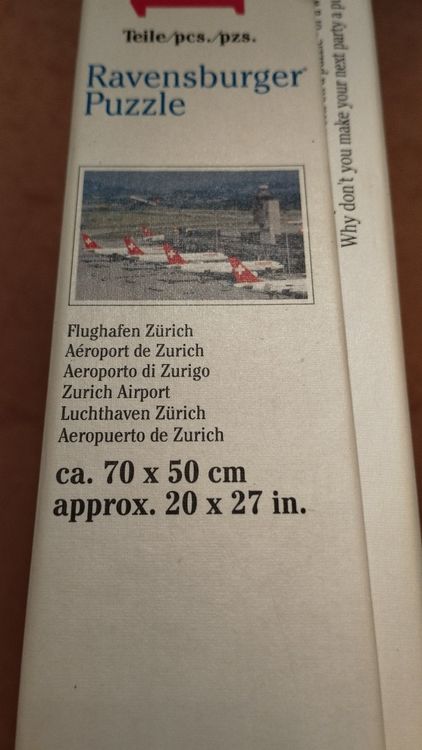 Teile/pcs./pzs.
Ravensburger
Puzzle
Flughafen Zürich
Aéroport de Zurich
Aeroporto di Zurigo
Zurich Airport
Luchthaven Zürich
Aeropuerto de Zurich
ca. 70 x 50 cm
approx. 20 x 27 in.
Why don't you make your next party a